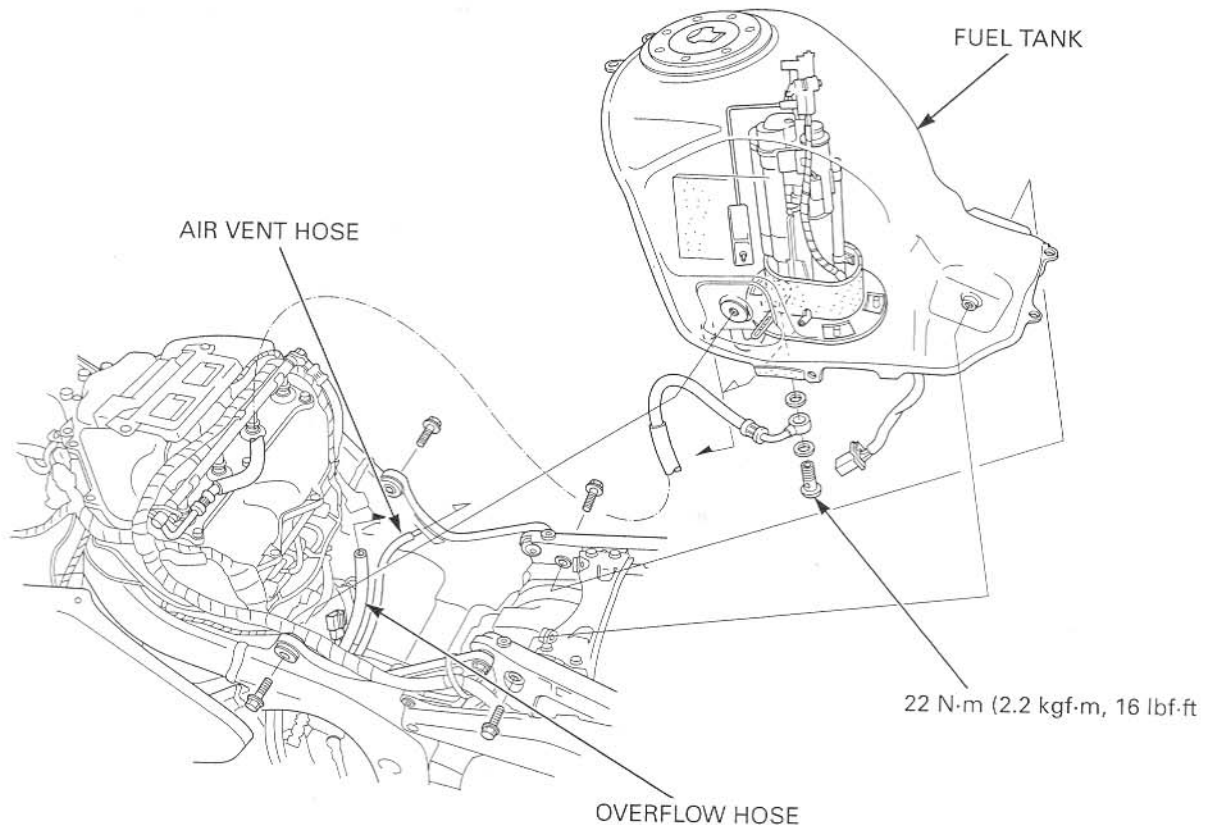 FUEL TANK
AIR VENT HOSE
22 N·m (2.2 kgf·m, 16 lbf·ft
OVERFLOW HOSE